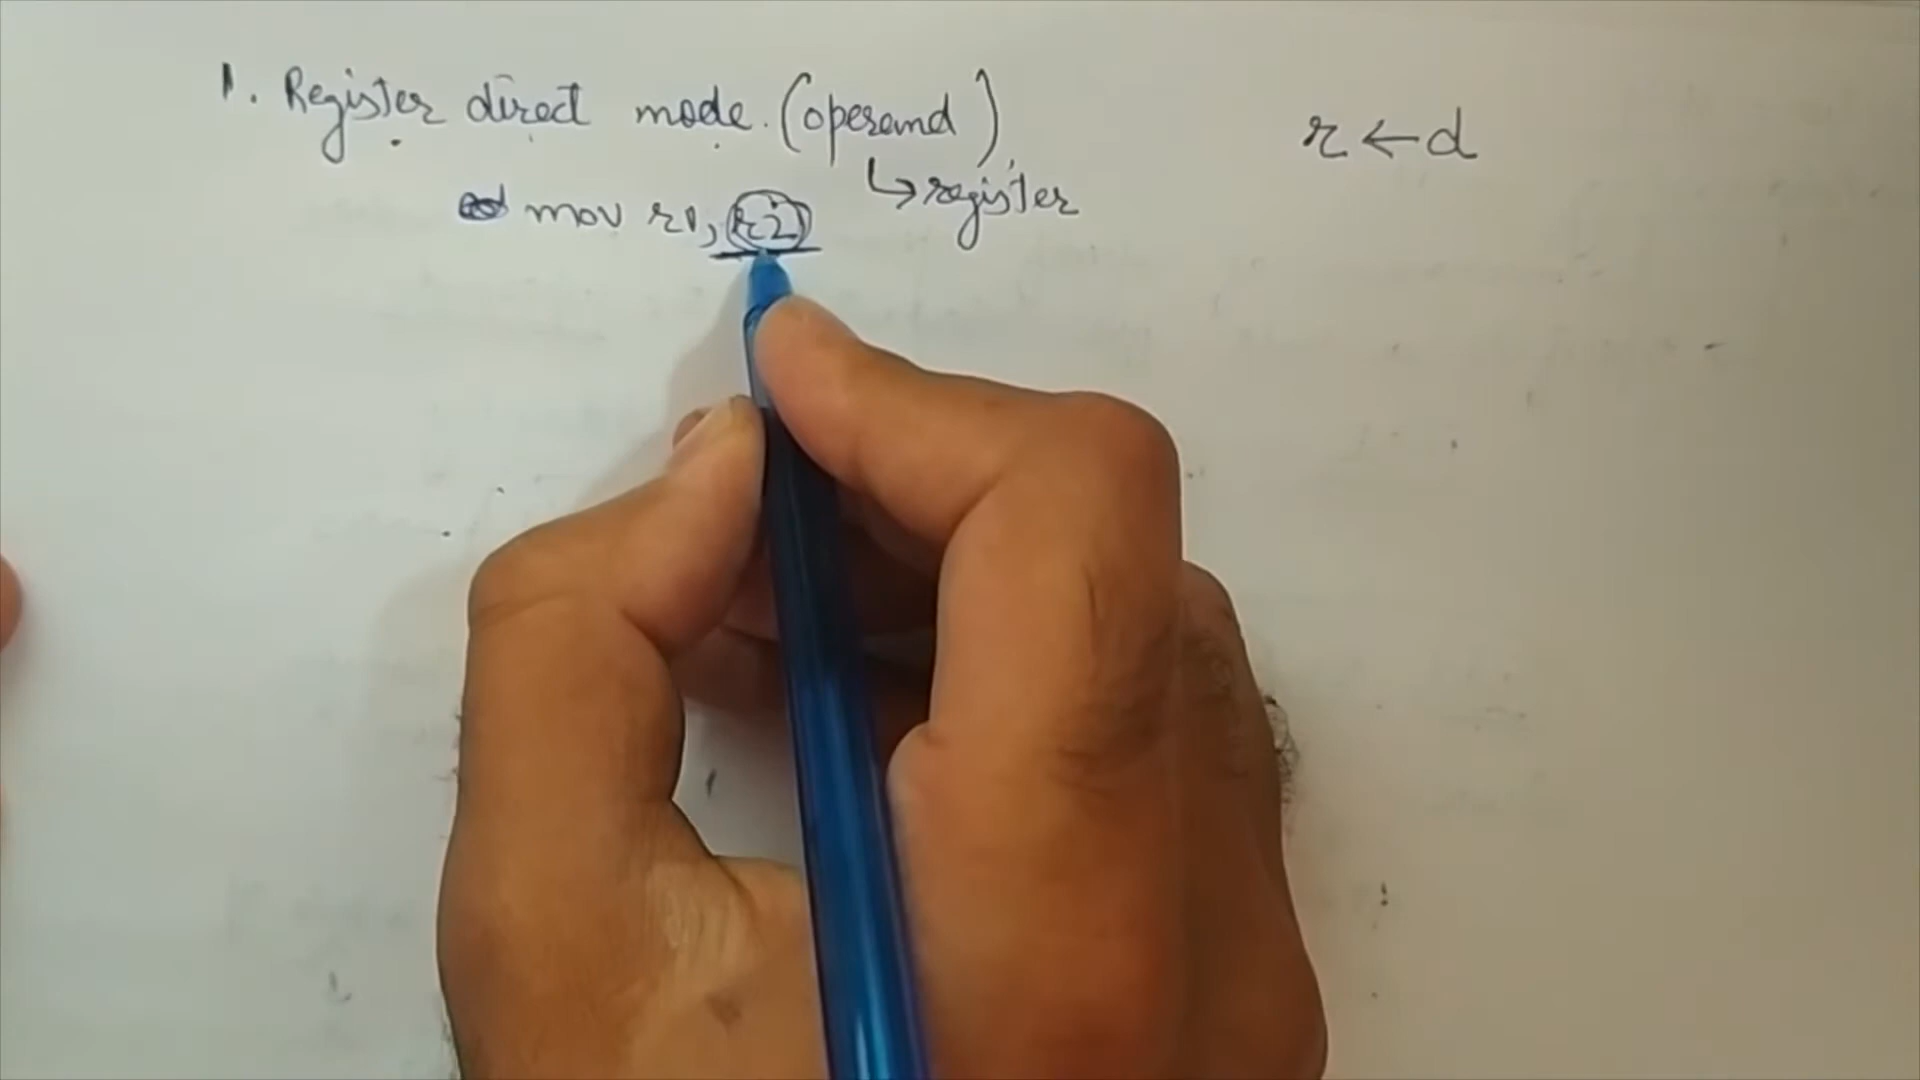 1. Register direct mode. (operand)
↳ register
mov r1, r2
r ← d